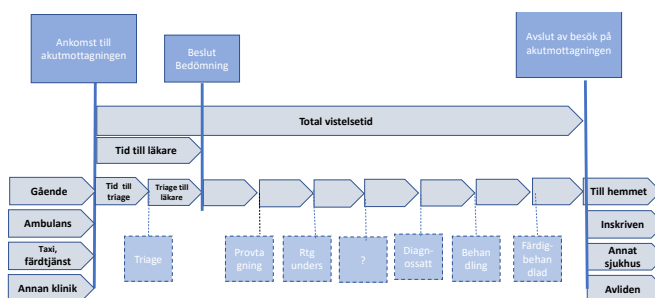 Ankomst till
akutmottagningen
Beslut
Bedömning
Avslut av besök på
akutmottagningen
Total vistelsetid
Tid till läkare
Gående
Tid till
triage
Triage till
läkare
Till hemmet
Ambulans
Inskriven
Taxi,
färdtjänst
Annat
sjukhus
Annan klinik
Avliden
Triage
Provta
gning
Rtg
unders
?
Diagn-
ossatt
Behan
dling
Färdig-
behan
dlad